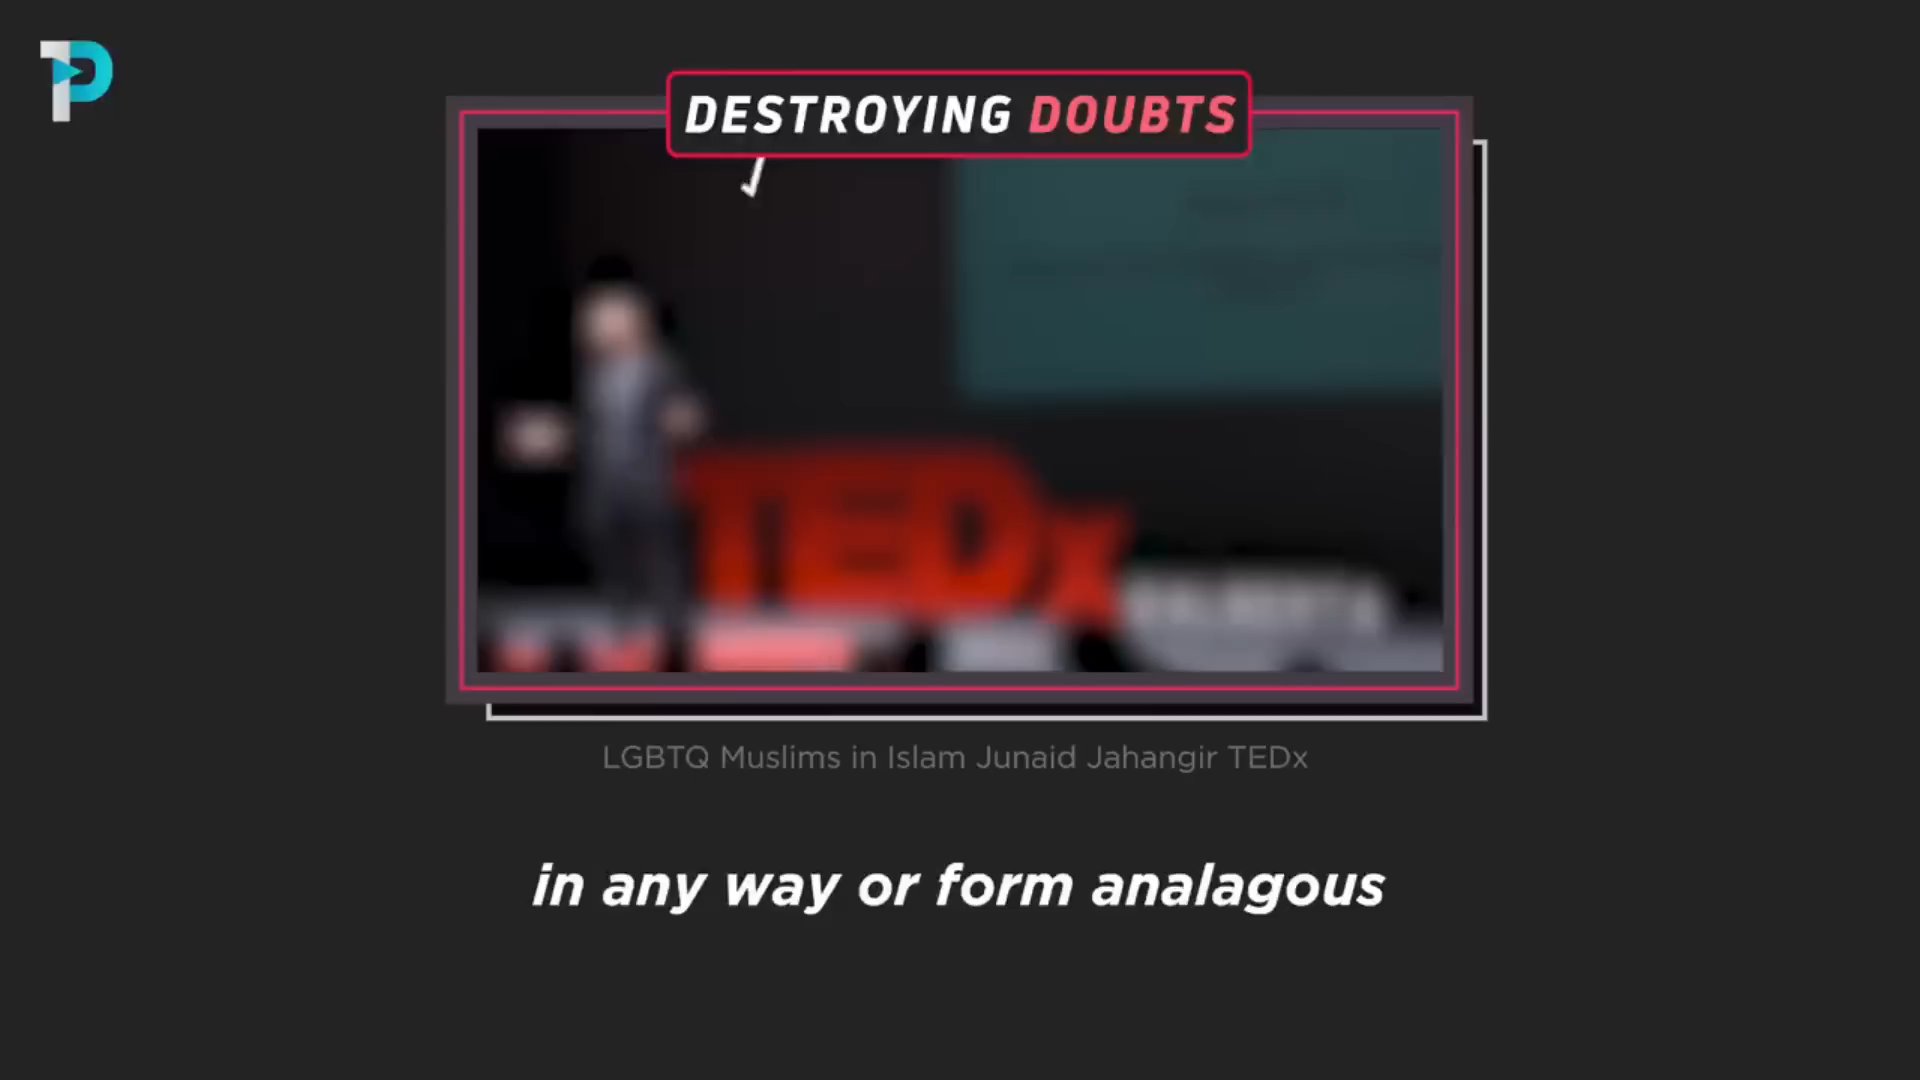 DESTROYING DOUBTS
TEDx
LGBTQ Muslims in Islam Junaid Jahangir TEDx
in any way or form analagous